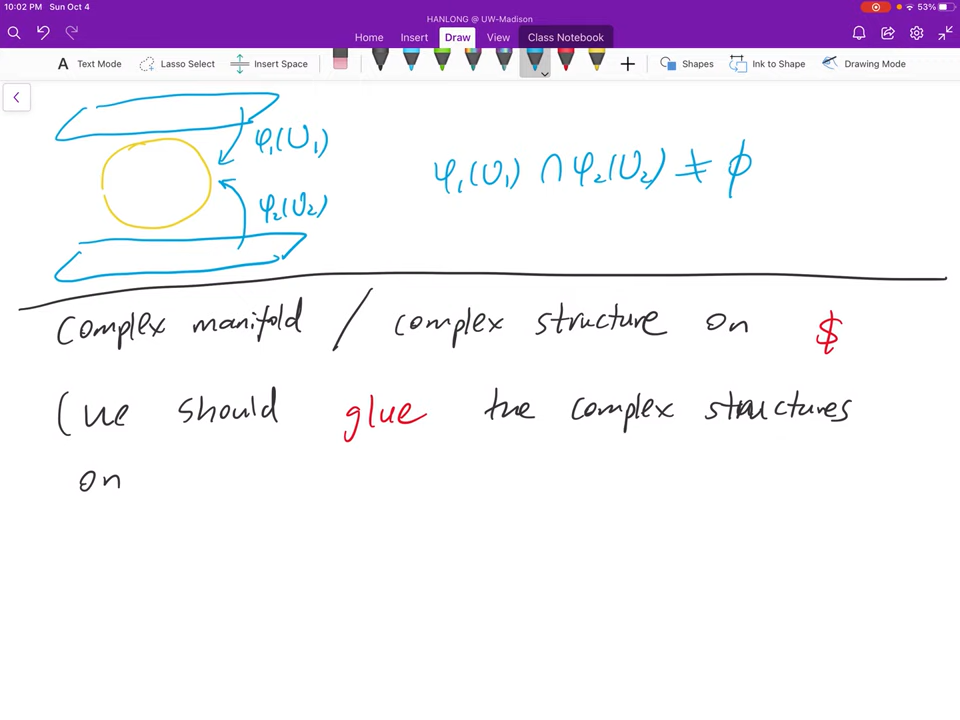 10:02 PM Sun Oct 4
53%
HANLONG @ UW-Madison
Home Insert Draw View Class Notebook
A Text Mode Lasso Select Insert Space Shapes Ink to Shape Drawing Mode
φ₁(U₁)
φ₂(U₂)
φ₁(U₁) ∩ φ₂(U₂) ≠ ϕ
Complex manifold / complex structure on $
(we should glue the complex structures
on